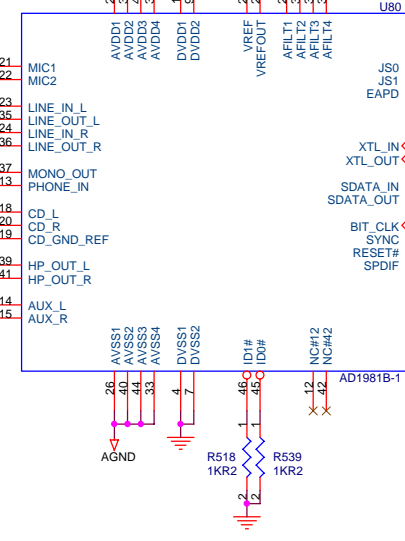 U80
AVDD1
AVDD2
AVDD3
AVDD4
DVDD1
DVDD2
VREF
VREFOUT
AFILT1
AFILT2
AFILT3
AFILT4
21 MIC1
22 MIC2
23 LINE_IN_L
35 LINE_OUT_L
24 LINE_IN_R
36 LINE_OUT_R
37 MONO_OUT
13 PHONE_IN
18 CD_L
20 CD_R
19 CD_GND_REF
39 HP_OUT_L
41 HP_OUT_R
14 AUX_L
15 AUX_R
JS0
JS1
EAPD
XTL_IN
XTL_OUT
SDATA_IN
SDATA_OUT
BIT_CLK
SYNC
RESET#
SPDIF
AVSS1
AVSS2
AVSS3
AVSS4
DVSS1
DVSS2
ID1#
ID0#
NC#12
NC#42
AD1981B-1
26
40
44
33
4
7
46
45
12
42
AGND
1
1
R518
1KR2
R539
1KR2
2
2